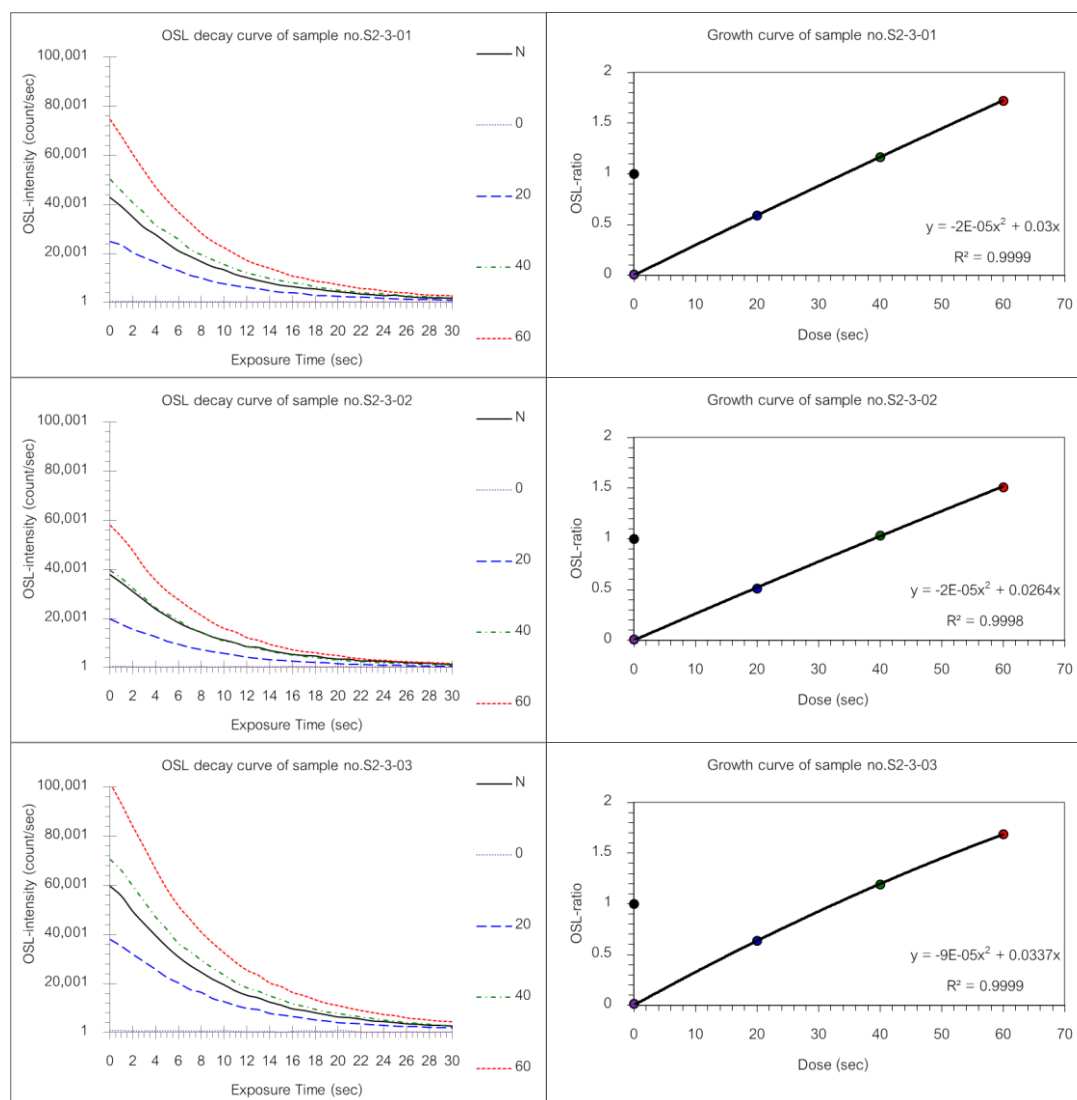 OSL decay curve of sample no.S2-3-01
OSL-intensity (count/sec)
100,001
80,001
60,001
40,001
20,001
1
0 2 4 6 8 10 12 14 16 18 20 22 24 26 28 30
Exposure Time (sec)
N
0
20
40
60
Growth curve of sample no.S2-3-01
OSL-ratio
2
1.5
1
0.5
0
0 10 20 30 40 50 60 70
Dose (sec)
y = -2E-05x² + 0.03x
R² = 0.9999
OSL decay curve of sample no.S2-3-02
OSL-intensity (count/sec)
100,001
80,001
60,001
40,001
20,001
1
0 2 4 6 8 10 12 14 16 18 20 22 24 26 28 30
Exposure Time (sec)
N
0
20
40
60
Growth curve of sample no.S2-3-02
OSL-ratio
2
1.5
1
0.5
0
0 10 20 30 40 50 60 70
Dose (sec)
y = -2E-05x² + 0.0264x
R² = 0.9998
OSL decay curve of sample no.S2-3-03
OSL-intensity (count/sec)
100,001
80,001
60,001
40,001
20,001
1
0 2 4 6 8 10 12 14 16 18 20 22 24 26 28 30
Exposure Time (sec)
N
0
20
40
60
Growth curve of sample no.S2-3-03
OSL-ratio
2
1.5
1
0.5
0
0 10 20 30 40 50 60 70
Dose (sec)
y = -9E-05x² + 0.0337x
R² = 0.9999